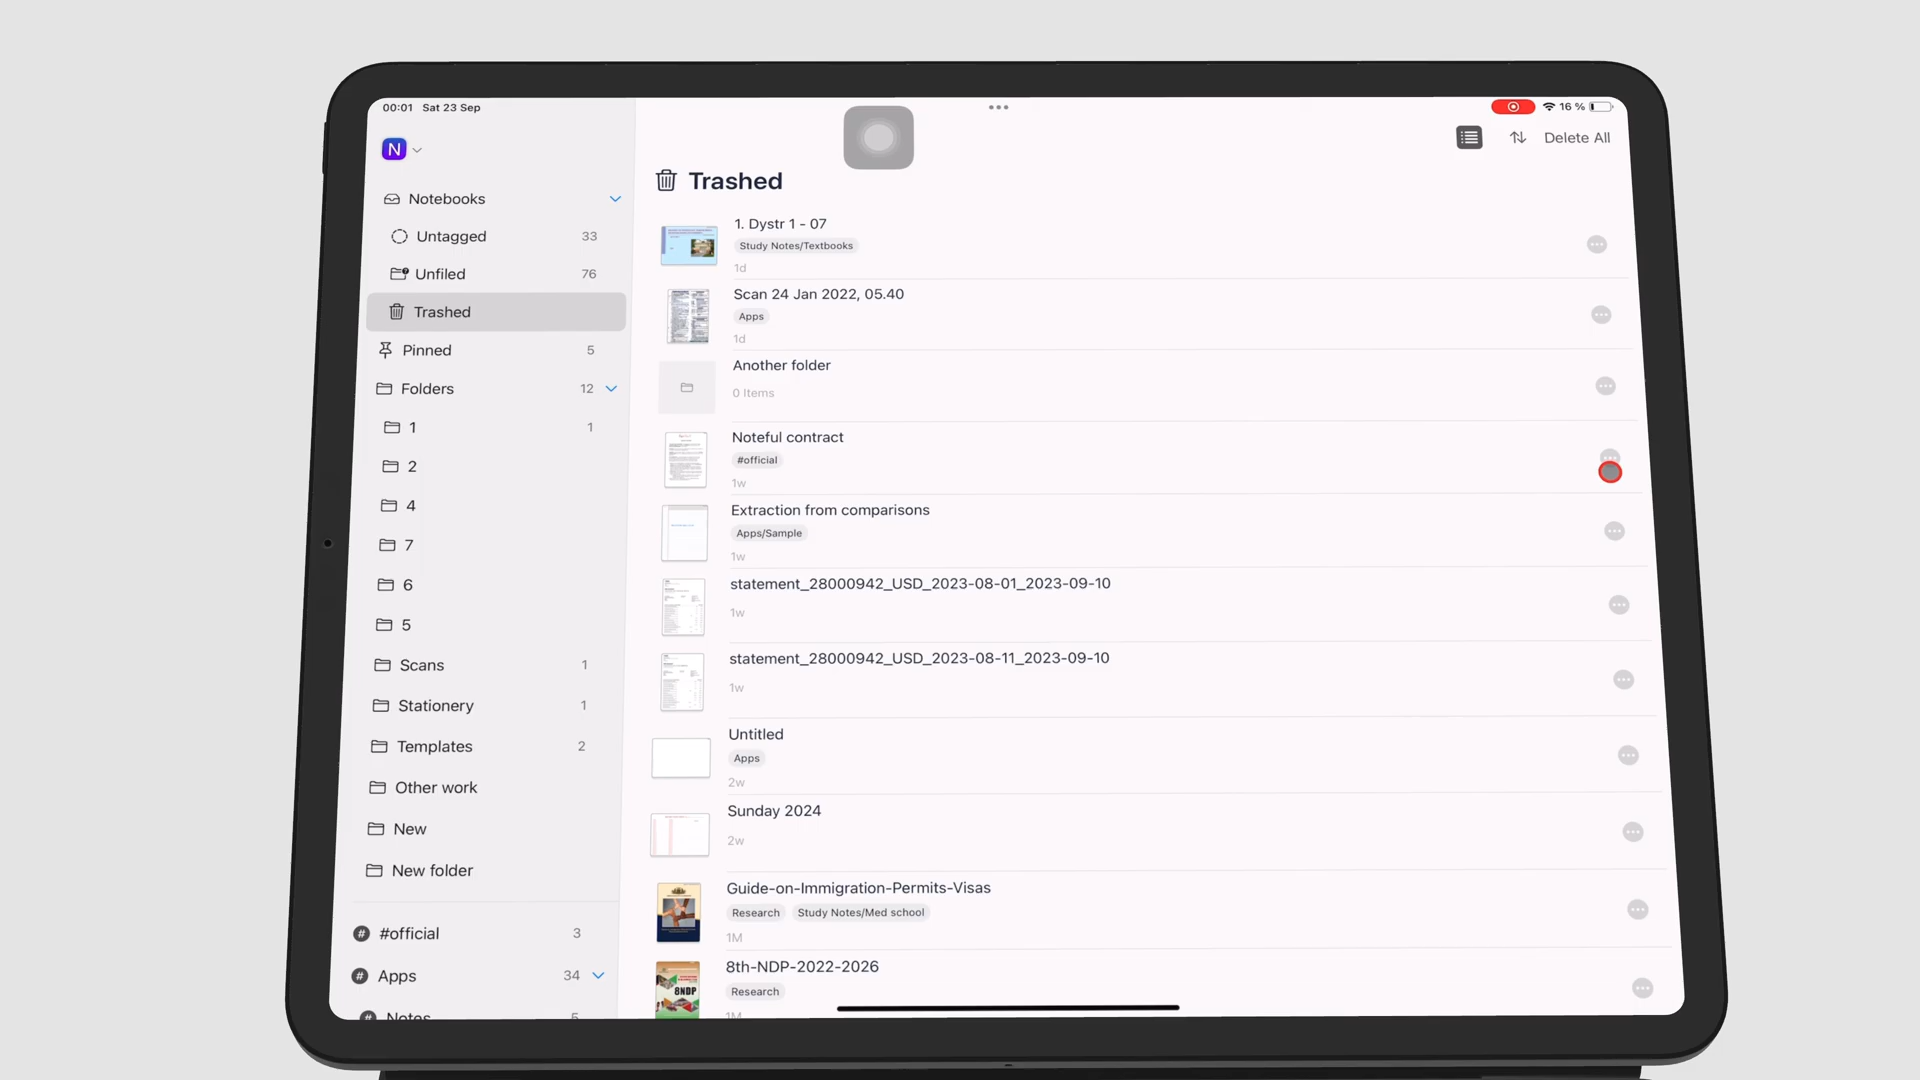 00:01 Sat 23 Sep
16 %
N
Delete All
Trashed
Notebooks
Untagged 33
Unfiled 76
Trashed
Pinned 5
Folders 12
1 1
2
4
7
6
5
Scans 1
Stationery 1
Templates 2
Other work
New
New folder
# #official 3
# Apps 34
# Notes 5
1. Dystr 1 - 07
Study Notes/Textbooks
1d
Scan 24 Jan 2022, 05.40
Apps
1d
Another folder
0 Items
Noteful contract
#official
1w
Extraction from comparisons
Apps/Sample
1w
statement_28000942_USD_2023-08-01_2023-09-10
1w
statement_28000942_USD_2023-08-11_2023-09-10
1w
Untitled
Apps
2w
Sunday 2024
2w
Guide-on-Immigration-Permits-Visas
Research Study Notes/Med school
1M
8th-NDP-2022-2026
Research
8NDP
1M